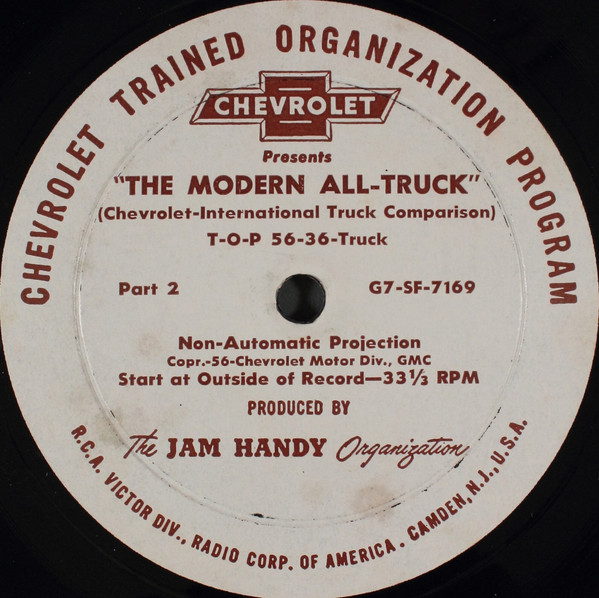 CHEVROLET TRAINED ORGANIZATION PROGRAM
CHEVROLET
Presents
"THE MODERN ALL-TRUCK"
(Chevrolet-International Truck Comparison)
T-O-P 56-36-Truck
Part 2
G7-SF-7169
Non-Automatic Projection
Copr.-56-Chevrolet Motor Div., GMC
Start at Outside of Record—33 1/3 RPM
PRODUCED BY
The JAM HANDY Organization
R.C.A. VICTOR DIV., RADIO CORP. OF AMERICA, CAMDEN, N.J., U.S.A.